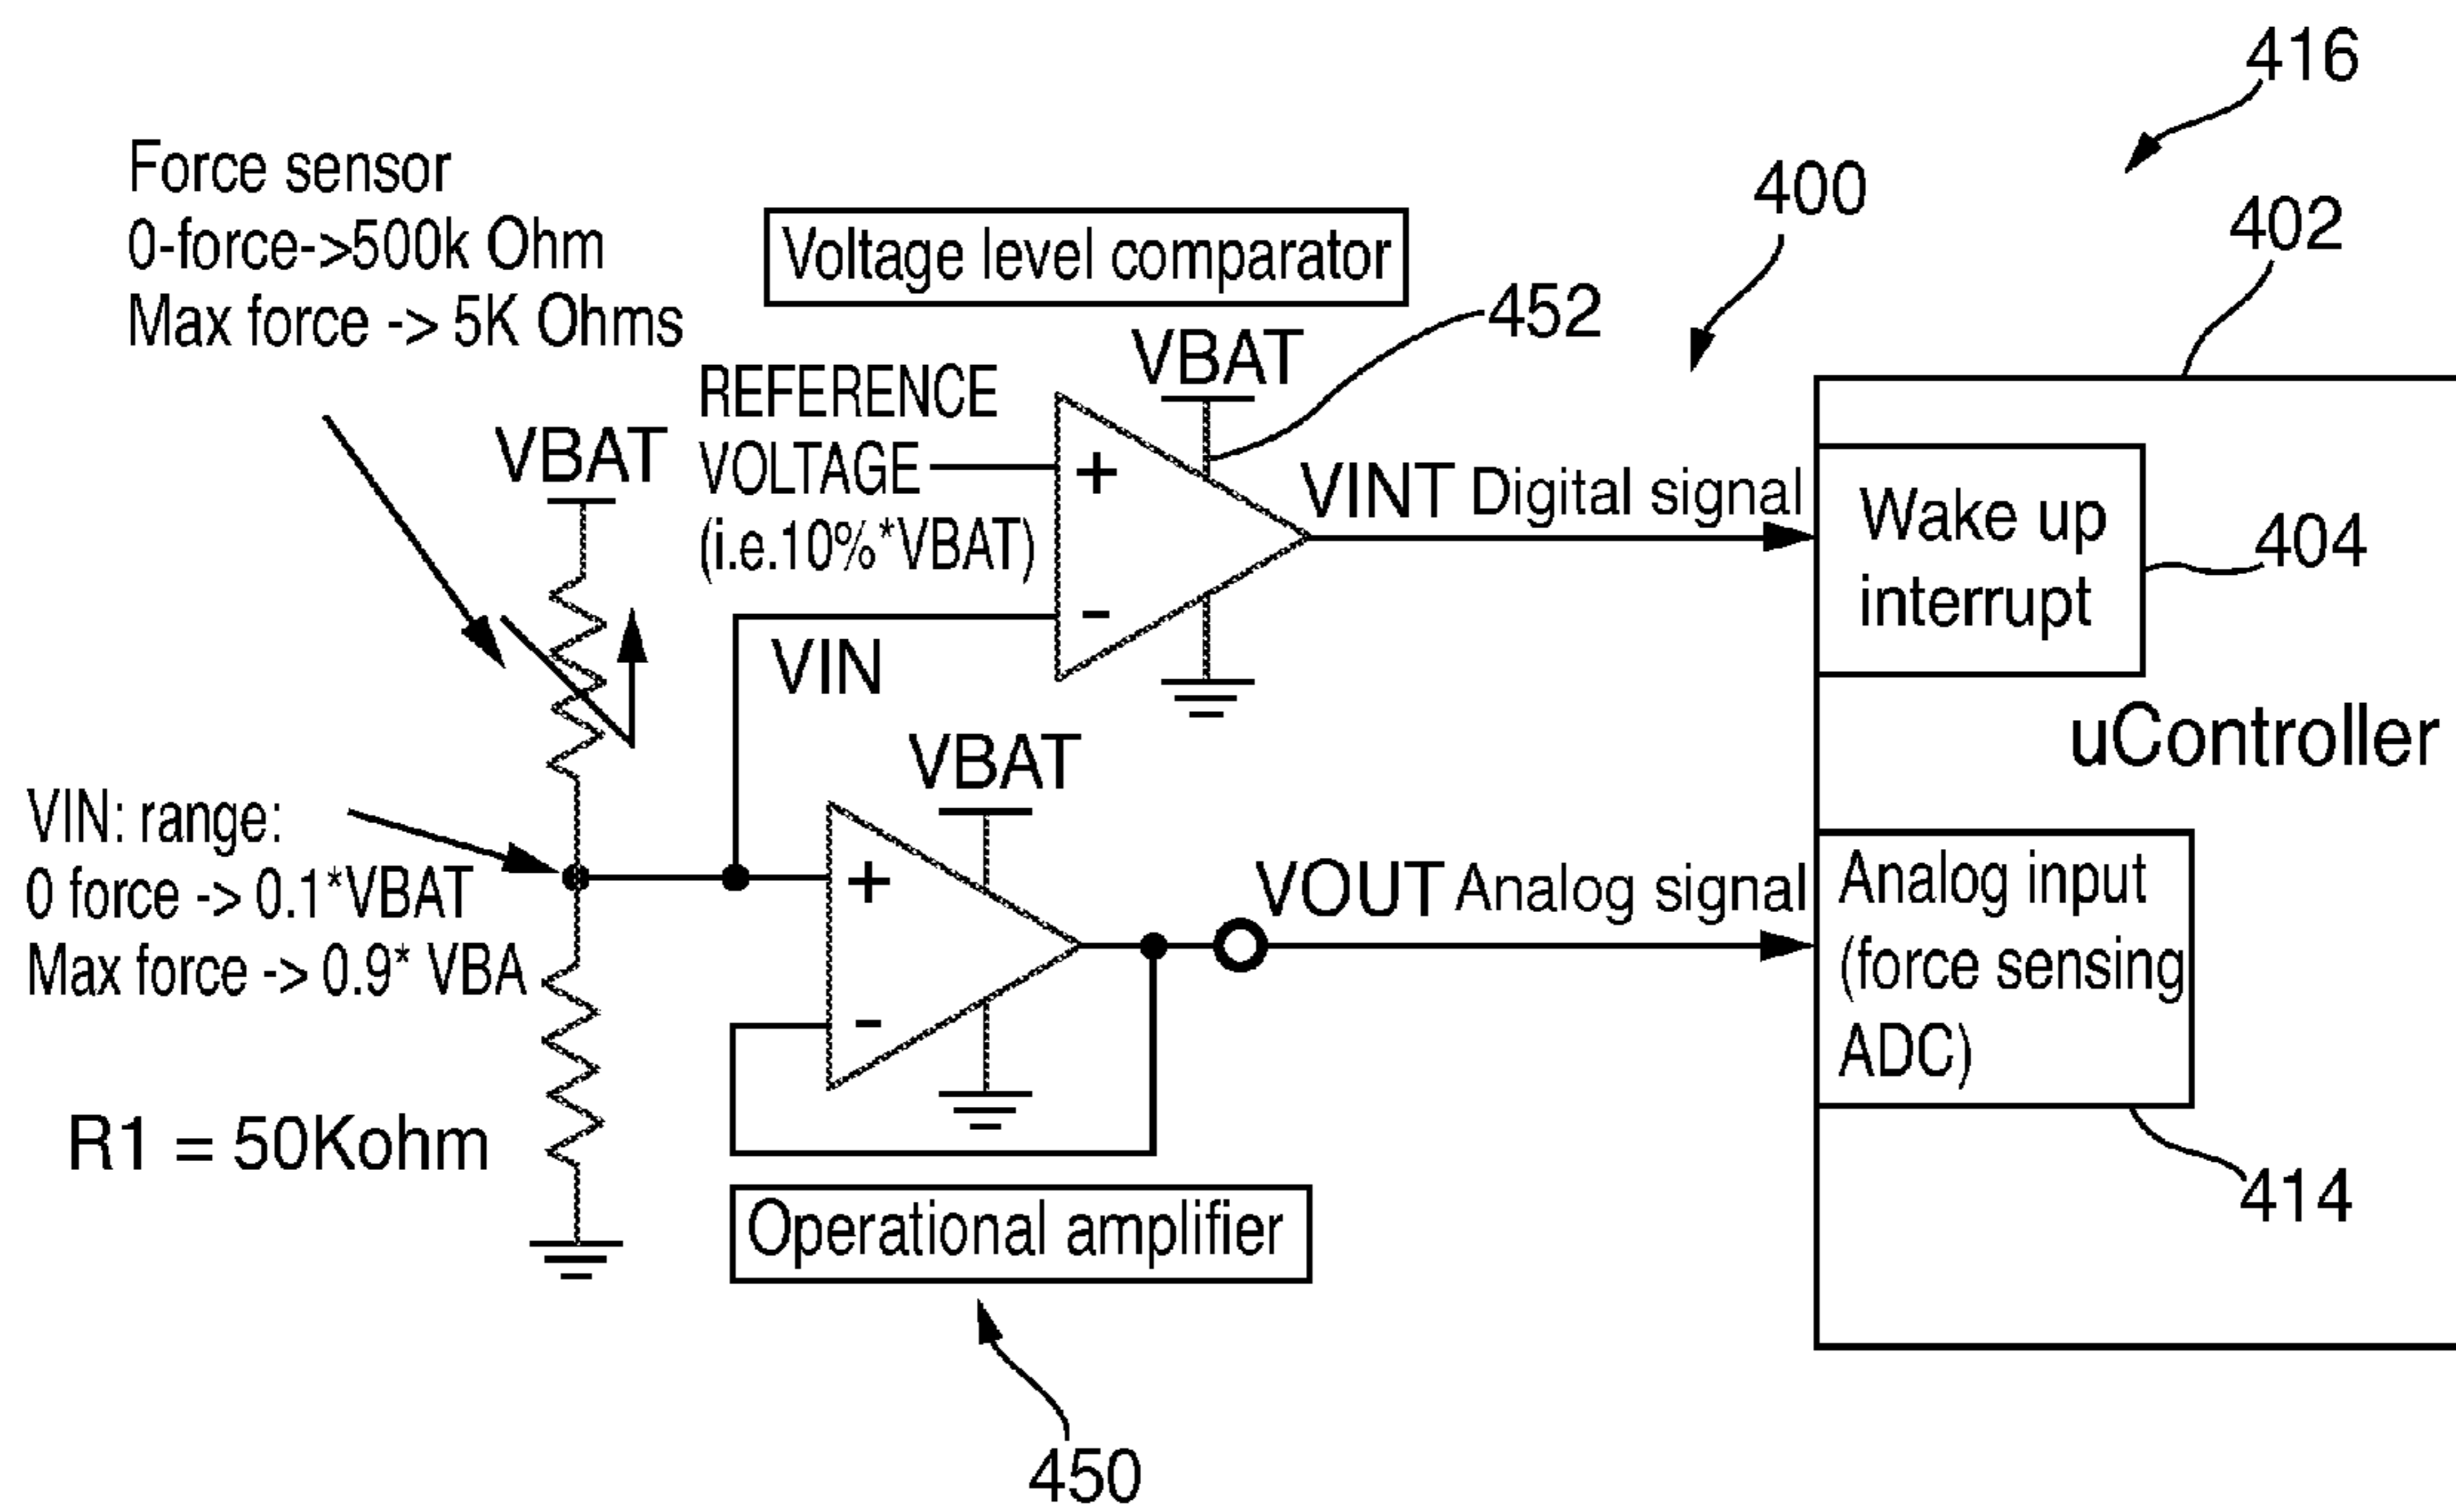 416
400
402
Force sensor
0-force->500k Ohm
Max force -> 5K Ohms
Voltage level comparator
452
VBAT
REFERENCE
VOLTAGE
(i.e.10%*VBAT)
VBAT
+
-
VINT Digital signal
Wake up
interrupt
404
VIN
uController
VIN: range:
0 force -> 0.1*VBAT
Max force -> 0.9* VBA
VBAT
+
-
VOUT Analog signal
Analog input
(force sensing
ADC)
414
R1 = 50Kohm
Operational amplifier
450